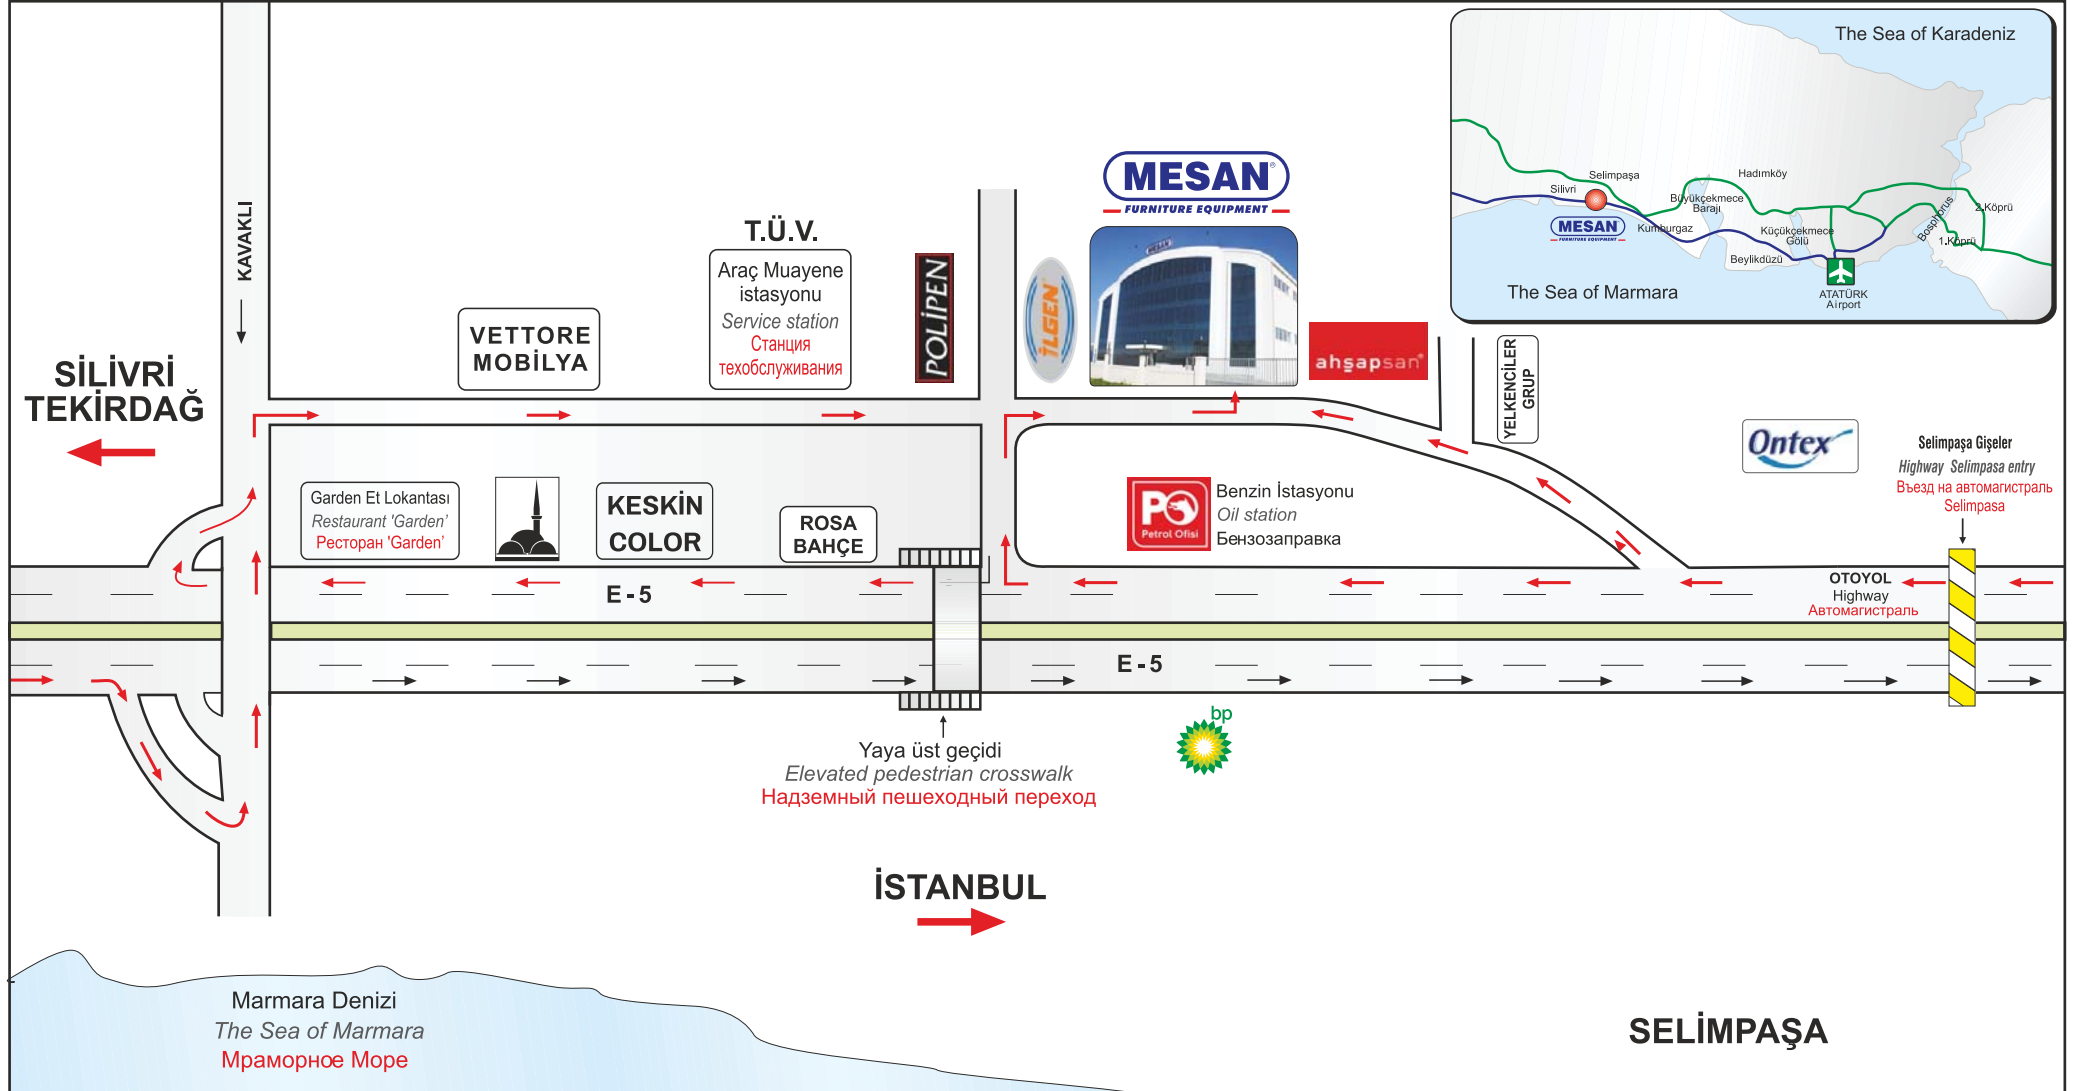 The Sea of Karadeniz
Selimpaşa
Hadımköy
Silivri
Büyükçekmece
Barajı
2.Köprü
MESAN
FURNITURE EQUIPMENT
Kumburgaz
Küçükçekmece
Gölü
Bosphorus
1.Köprü
Beylikdüzü
The Sea of Marmara
ATATÜRK
Airport
KAVAKLI
MESAN®
FURNITURE EQUIPMENT
MESAN
T.Ü.V.
Araç Muayene
istasyonu
Service station
Станция
техобслуживания
VETTORE
MOBİLYA
POLİPEN
İLGEN
ahşapsan
YELKENCİLER
GRUP
SİLİVRİ
TEKİRDAĞ
Ontex
Selimpaşa Gişeler
Highway Selimpasa entry
Въезд на автомагистраль
Selimpasa
Garden Et Lokantası
Restaurant 'Garden'
Ресторан 'Garden'
KESKİN
COLOR
ROSA
BAHÇE
PO
Petrol Ofisi
Benzin İstasyonu
Oil station
Бензозаправка
E - 5
OTOYOL
Highway
Автомагистраль
E - 5
bp
Yaya üst geçidi
Elevated pedestrian crosswalk
Надземный пешеходный переход
İSTANBUL
Marmara Denizi
The Sea of Marmara
Мраморное Море
SELİMPAŞA